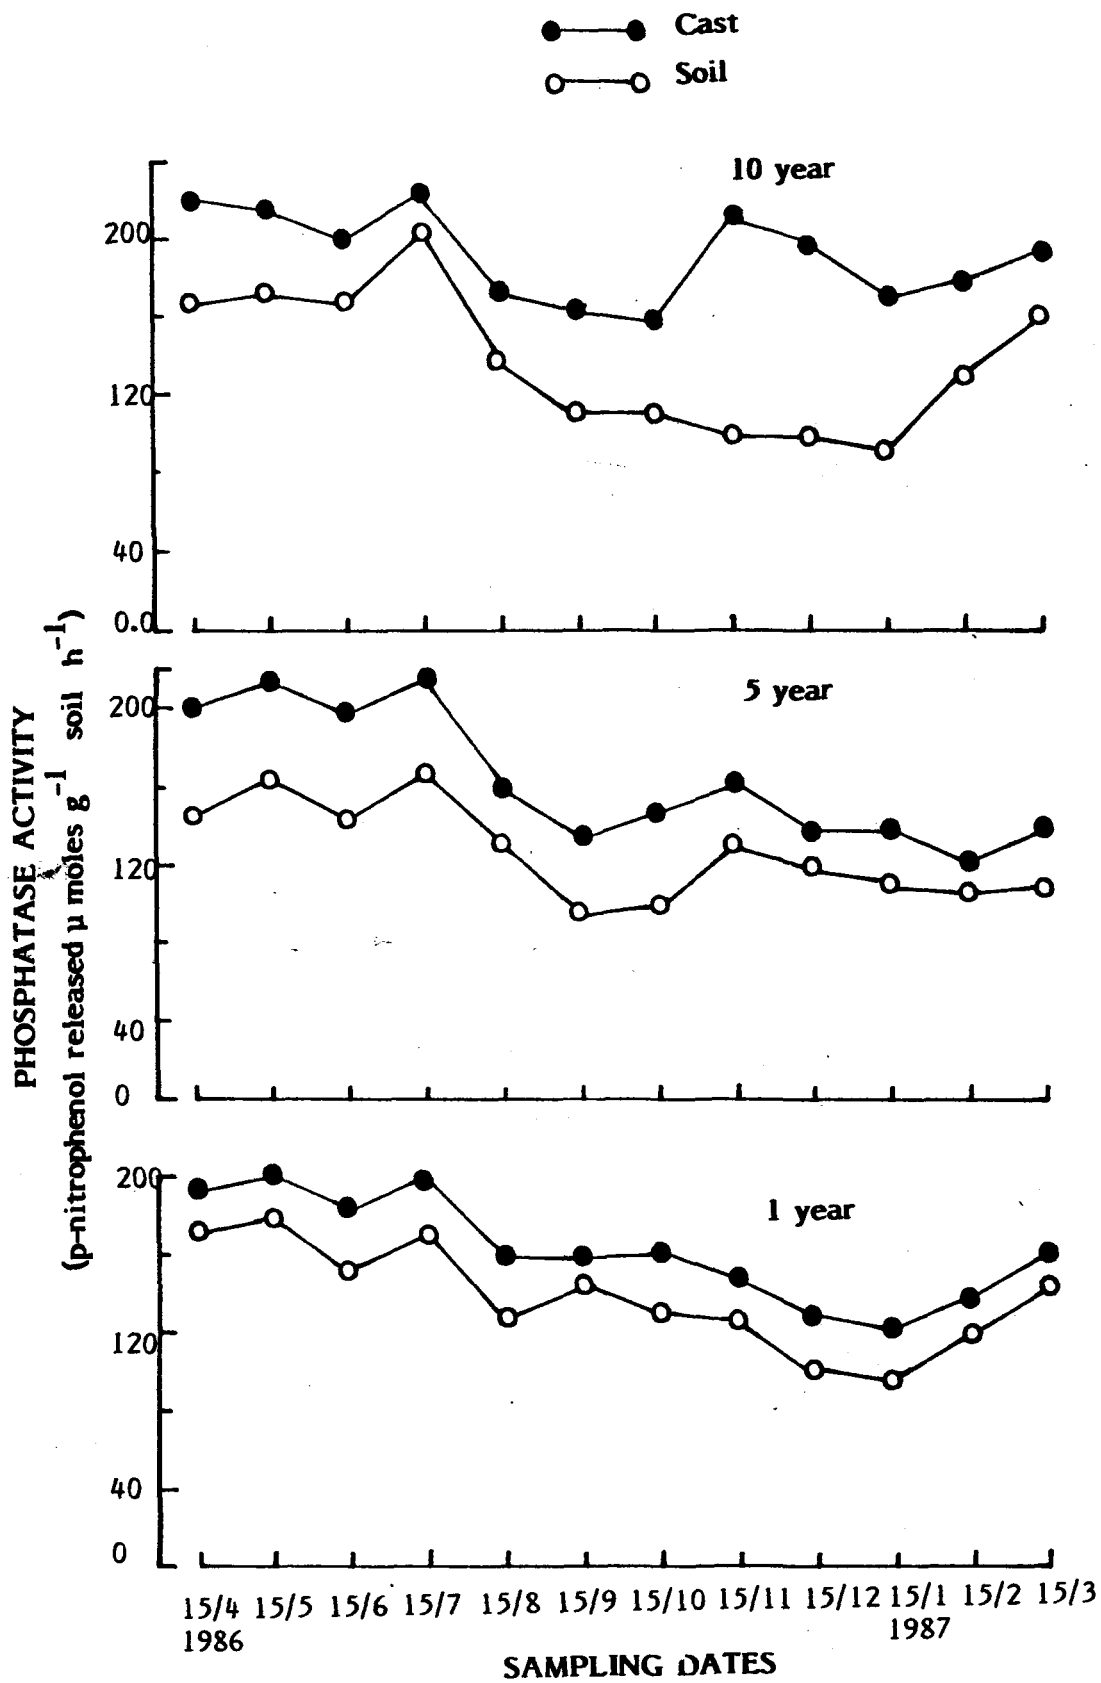 Cast
Soil
10 year
200
120
40
0.0
5 year
200
120
40
0
1 year
200
120
40
0
PHOSPHATASE ACTIVITY
(p-nitrophenol released µ moles g⁻¹ soil h⁻¹)
15/4 15/5 15/6 15/7 15/8 15/9 15/10 15/11 15/12 15/1 15/2 15/3
1986 1987
SAMPLING DATES